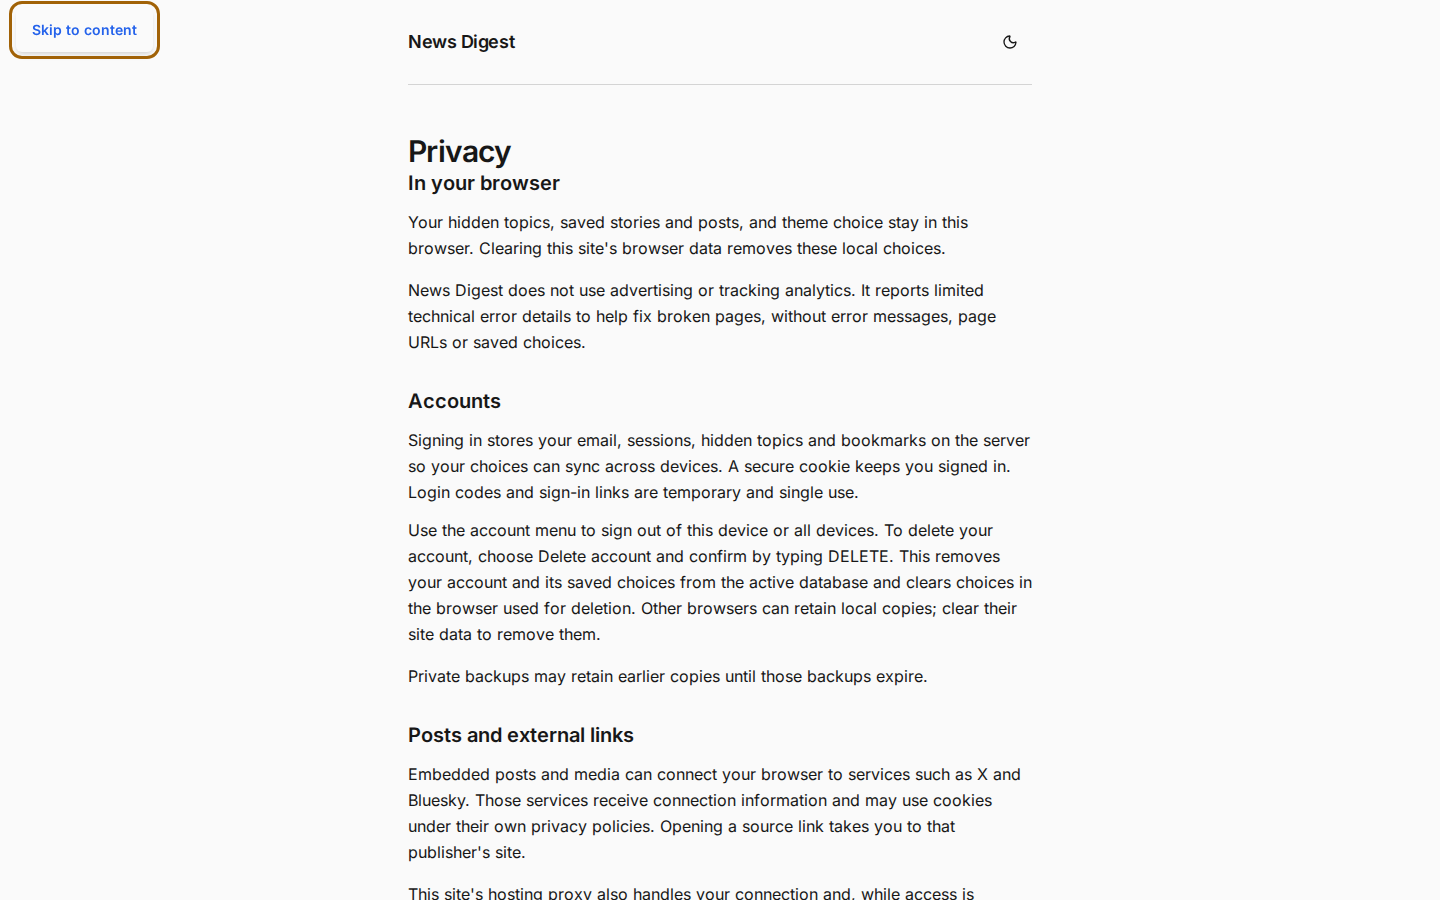 Skip to content
News Digest
Privacy
In your browser
Your hidden topics, saved stories and posts, and theme choice stay in this
browser. Clearing this site's browser data removes these local choices.
News Digest does not use advertising or tracking analytics. It reports limited
technical error details to help fix broken pages, without error messages, page
URLs or saved choices.
Accounts
Signing in stores your email, sessions, hidden topics and bookmarks on the server
so your choices can sync across devices. A secure cookie keeps you signed in.
Login codes and sign-in links are temporary and single use.
Use the account menu to sign out of this device or all devices. To delete your
account, choose Delete account and confirm by typing DELETE. This removes
your account and its saved choices from the active database and clears choices in
the browser used for deletion. Other browsers can retain local copies; clear their
site data to remove them.
Private backups may retain earlier copies until those backups expire.
Posts and external links
Embedded posts and media can connect your browser to services such as X and
Bluesky. Those services receive connection information and may use cookies
under their own privacy policies. Opening a source link takes you to that
publisher's site.
This site's hosting proxy also handles your connection and, while access is